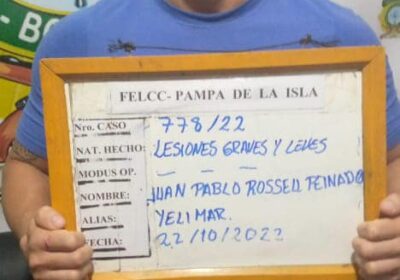 BO
FELCC- PAMPA DE LA ISLA
Nro. CASO 778/22
NAT. HECHO: LESIONES GRAVES Y LEVES
MODUS OP. — — —
NOMBRE: JUAN PABLO ROSSELL PEINADO
ALIAS: YELIMAR.
FECHA: 22/10/2022